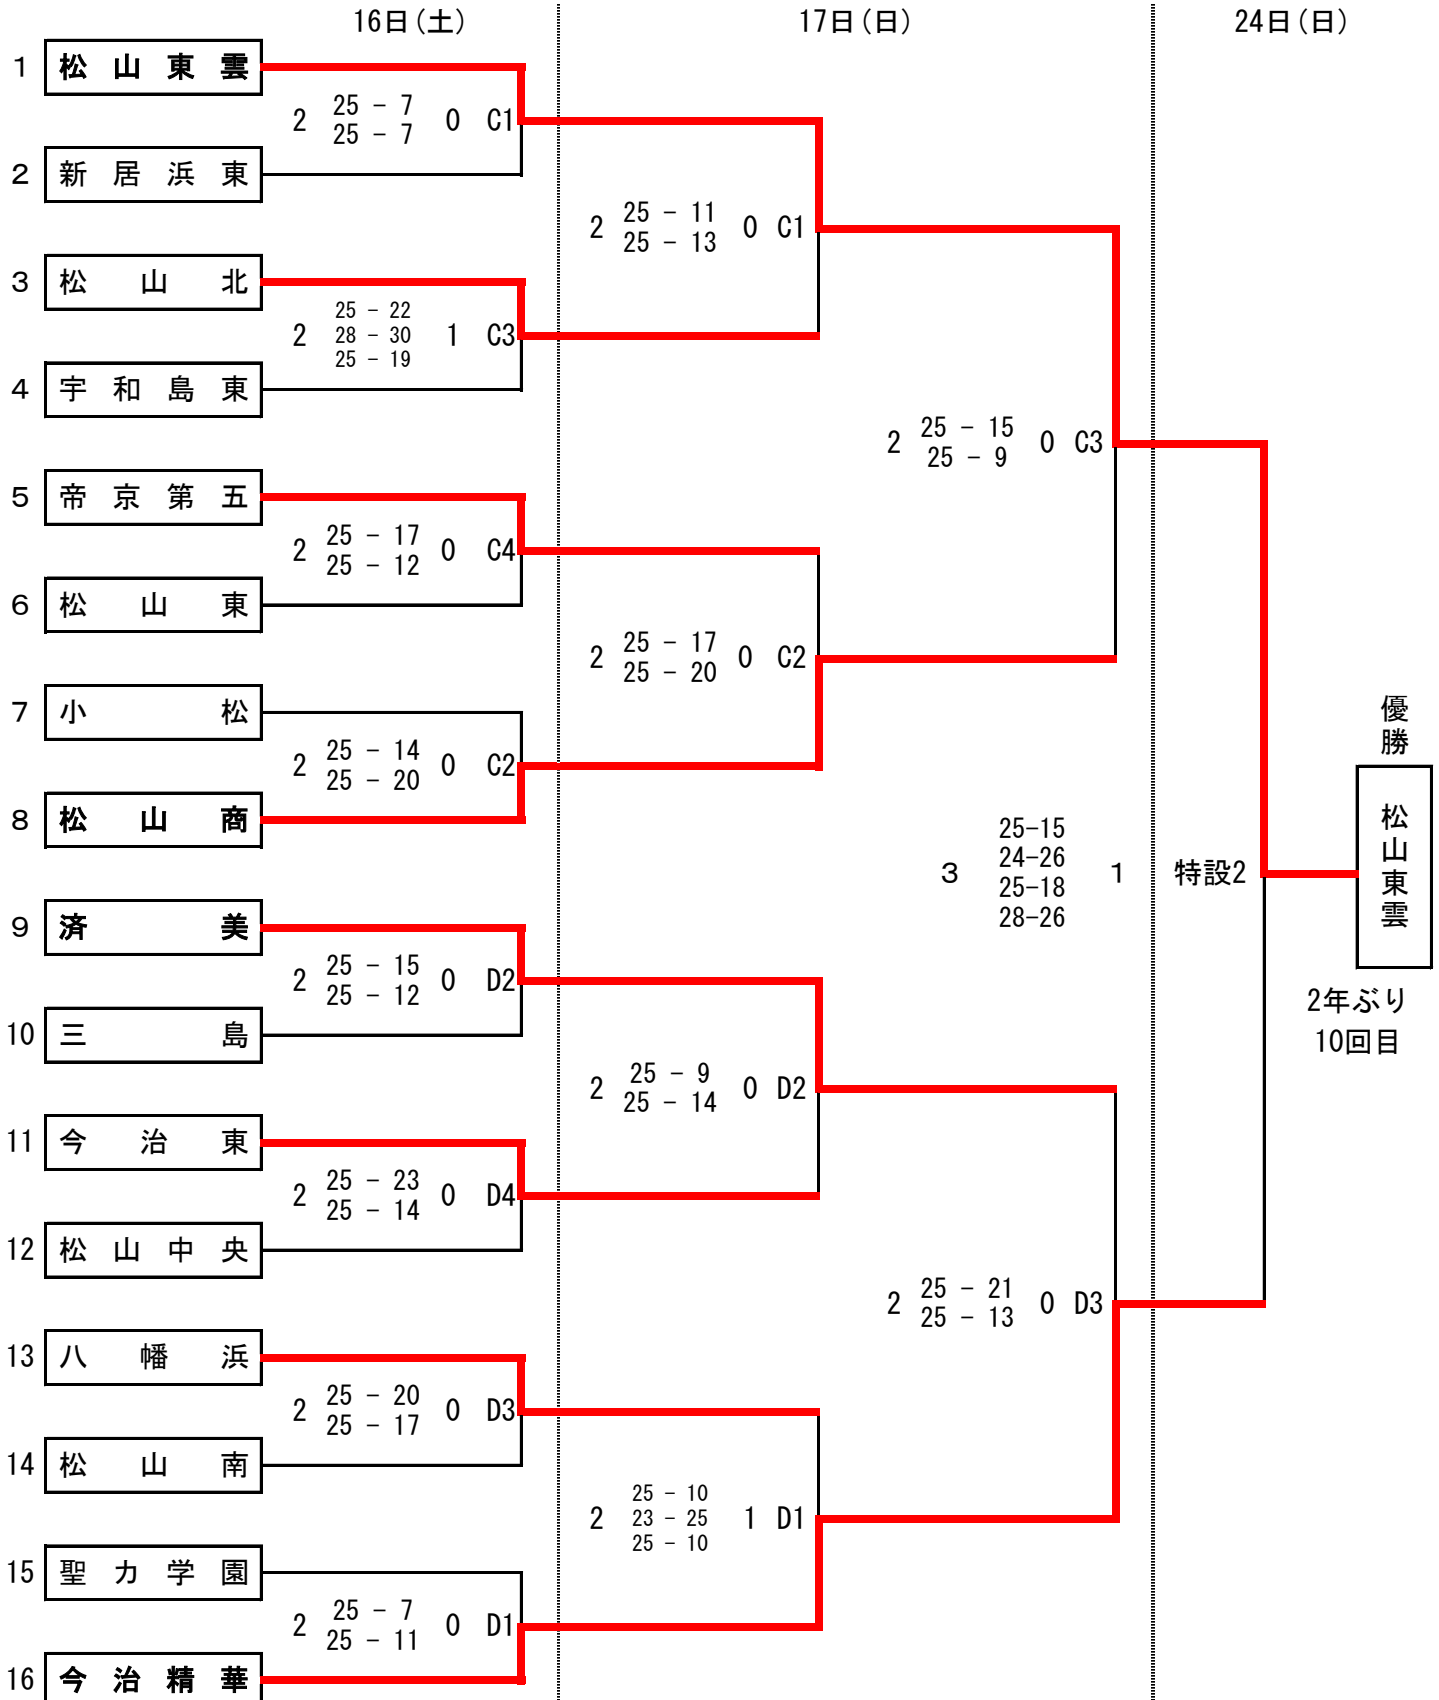 16日(土)
17日(日)
24日(日)
1 松山東雲
2 25 - 7 0 C1
25 - 7
2 新居浜東
2 25 - 11 0 C1
25 - 13
3 松山北
2 25 - 22
28 - 30 1 C3
25 - 19
4 宇和島東
2 25 - 15 0 C3
25 - 9
5 帝京第五
2 25 - 17 0 C4
25 - 12
6 松山東
2 25 - 17 0 C2
25 - 20
7 小松
2 25 - 14 0 C2
25 - 20
8 松山商
優勝
松山東雲
2年ぶり
10回目
25-15
24-26
3 25-18 1 特設2
28-26
9 済美
2 25 - 15 0 D2
25 - 12
10 三島
2 25 - 9 0 D2
25 - 14
11 今治東
2 25 - 23 0 D4
25 - 14
12 松山中央
2 25 - 21 0 D3
25 - 13
13 八幡浜
2 25 - 20 0 D3
25 - 17
14 松山南
25 - 10
2 23 - 25 1 D1
25 - 10
15 聖カ学園
2 25 - 7 0 D1
25 - 11
16 今治精華